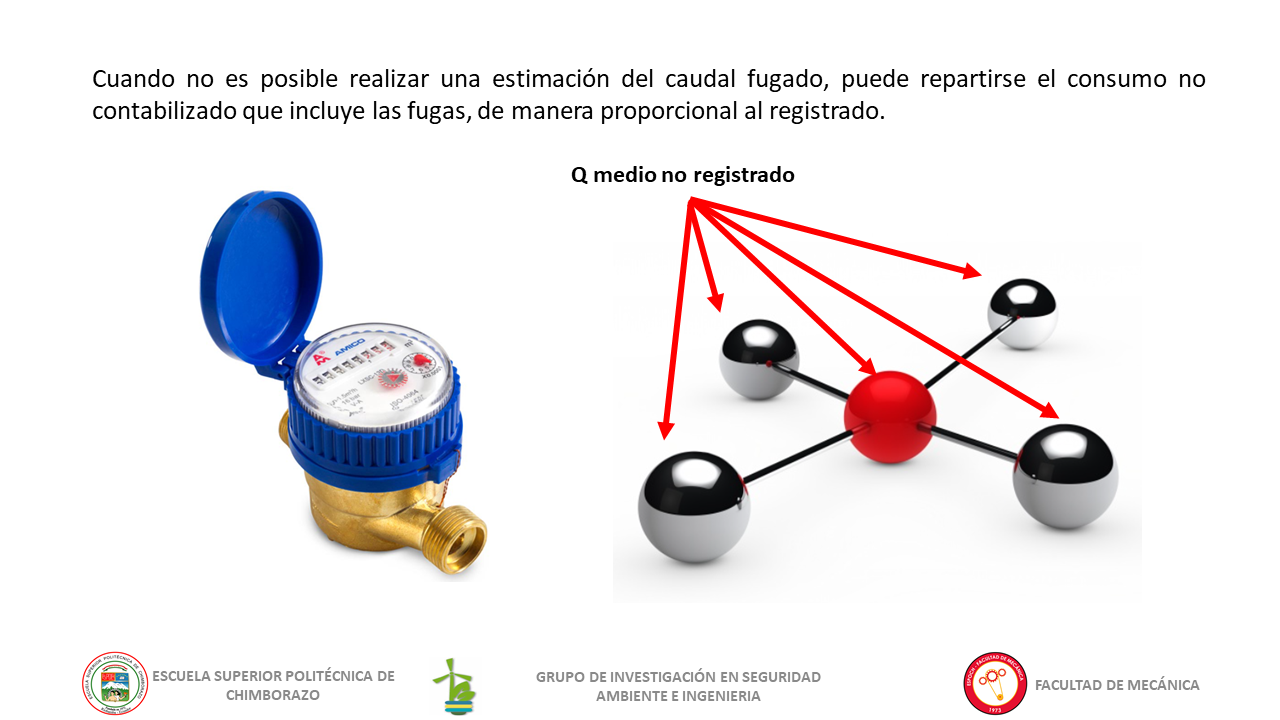 Cuando no es posible realizar una estimación del caudal fugado, puede repartirse el consumo no
contabilizado que incluye las fugas, de manera proporcional al registrado.
Q medio no registrado
AMICO
m³
ESCUELA SUPERIOR POLITÉCNICA DE
CHIMBORAZO
GRUPO DE INVESTIGACIÓN EN SEGURIDAD
AMBIENTE E INGENIERIA
FACULTAD DE MECÁNICA
1973